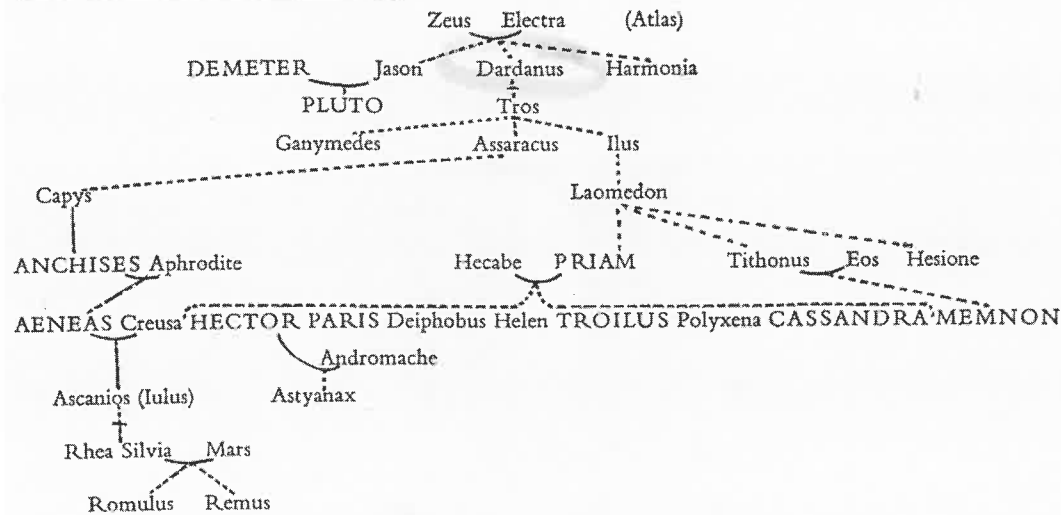 Zeus Electra (Atlas)
DEMETER Jason Dardanus Harmonia
PLUTO Tros
Ganymedes Assaracus Ilus
Capys Laomedon
ANCHISES Aphrodite Hecabe PRIAM Tithonus Eos Hesione
AENEAS Creusa HECTOR PARIS Deiphobus Helen TROILUS Polyxena CASSANDRA MEMNON
Andromache
Ascanios (Iulus) Astyanax
Rhea Silvia Mars
Romulus Remus